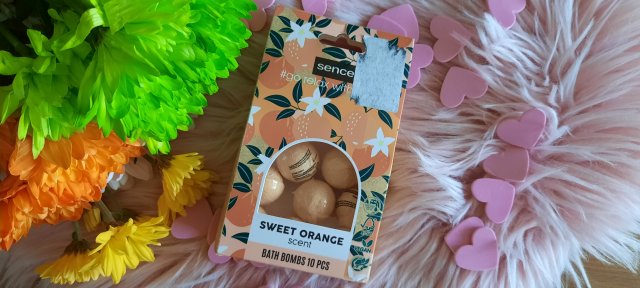 sence
#go relax with
SWEET ORANGE
scent
BATH BOMBS 10 PCS